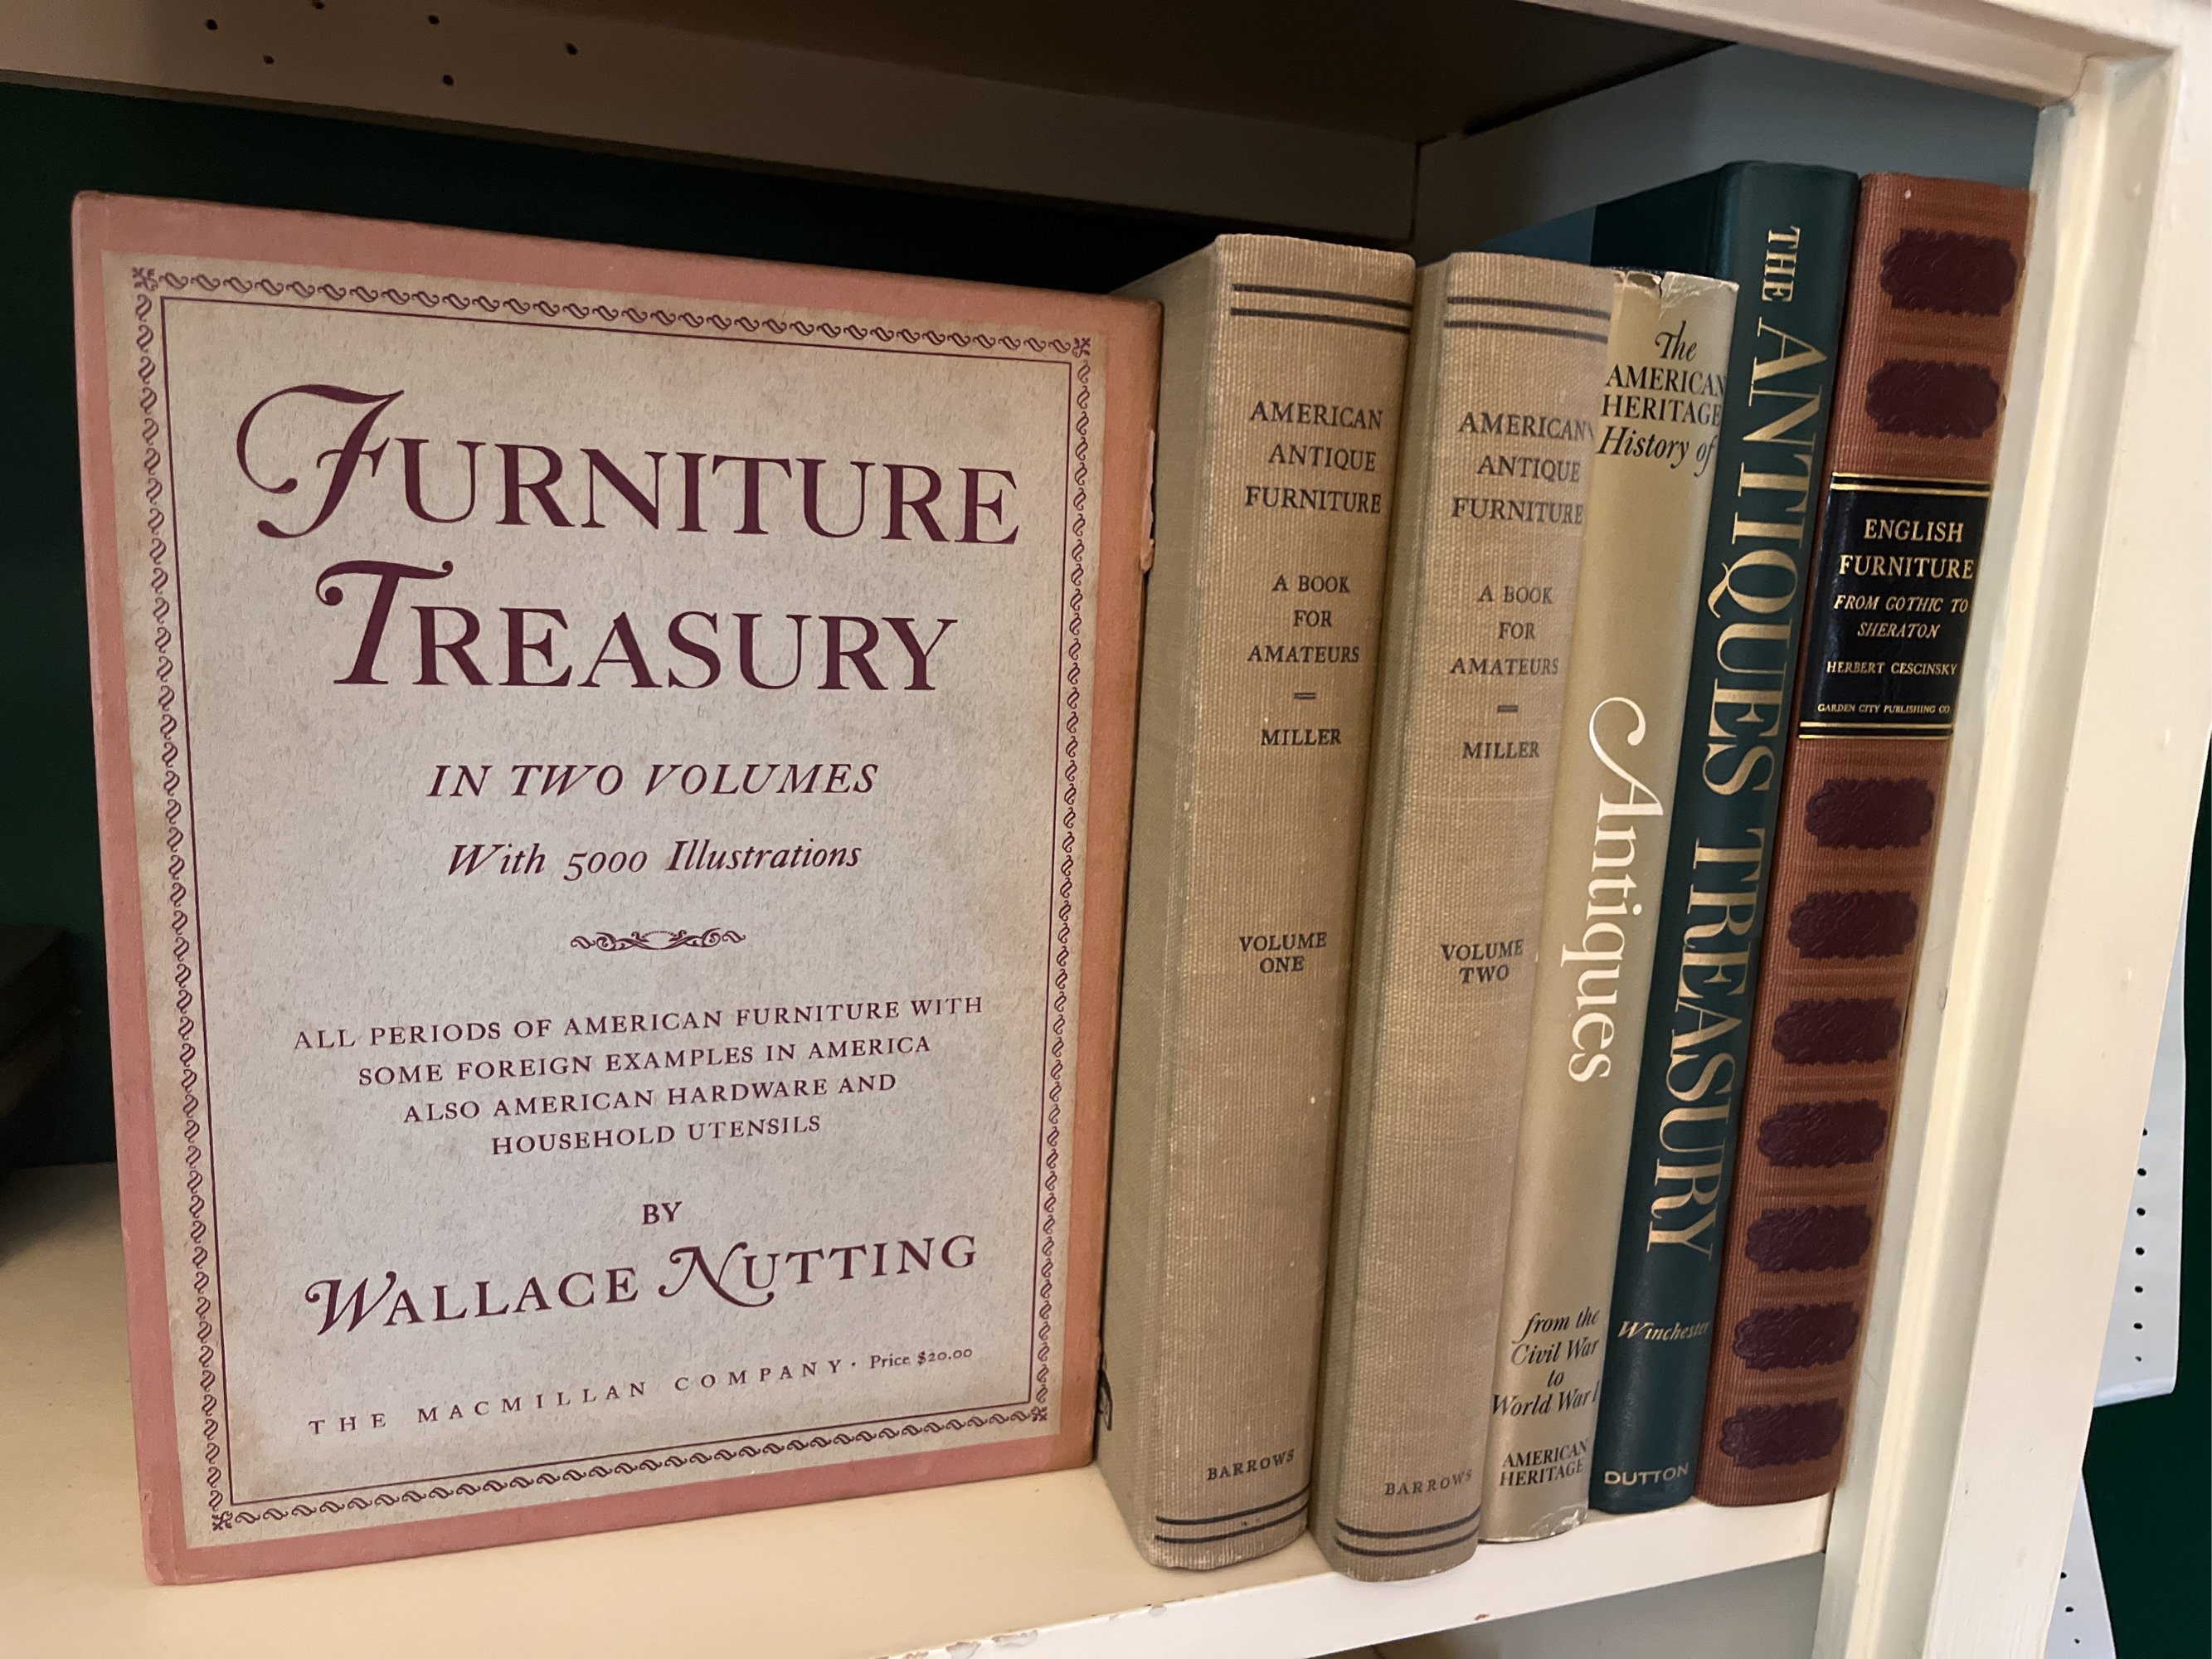 FURNITURE
TREASURY
IN TWO VOLUMES
With 5000 Illustrations
ALL PERIODS OF AMERICAN FURNITURE WITH
SOME FOREIGN EXAMPLES IN AMERICA
ALSO AMERICAN HARDWARE AND
HOUSEHOLD UTENSILS
BY
WALLACE NUTTING
THE MACMILLAN COMPANY · Price $20.00
AMERICAN
ANTIQUE
FURNITURE
A BOOK
FOR
AMATEURS
MILLER
VOLUME
ONE
BARROWS
AMERICAN
ANTIQUE
FURNITURE
A BOOK
FOR
AMATEURS
MILLER
VOLUME
TWO
BARROWS
The
AMERICAN
HERITAGE
History of
Antiques
from the
Civil War
to
World War I
AMERICAN
HERITAGE
THE ANTIQUES TREASURY
Winchester
DUTTON
ENGLISH
FURNITURE
FROM GOTHIC TO
SHERATON
HERBERT CESCINSKY
GARDEN CITY PUBLISHING CO.